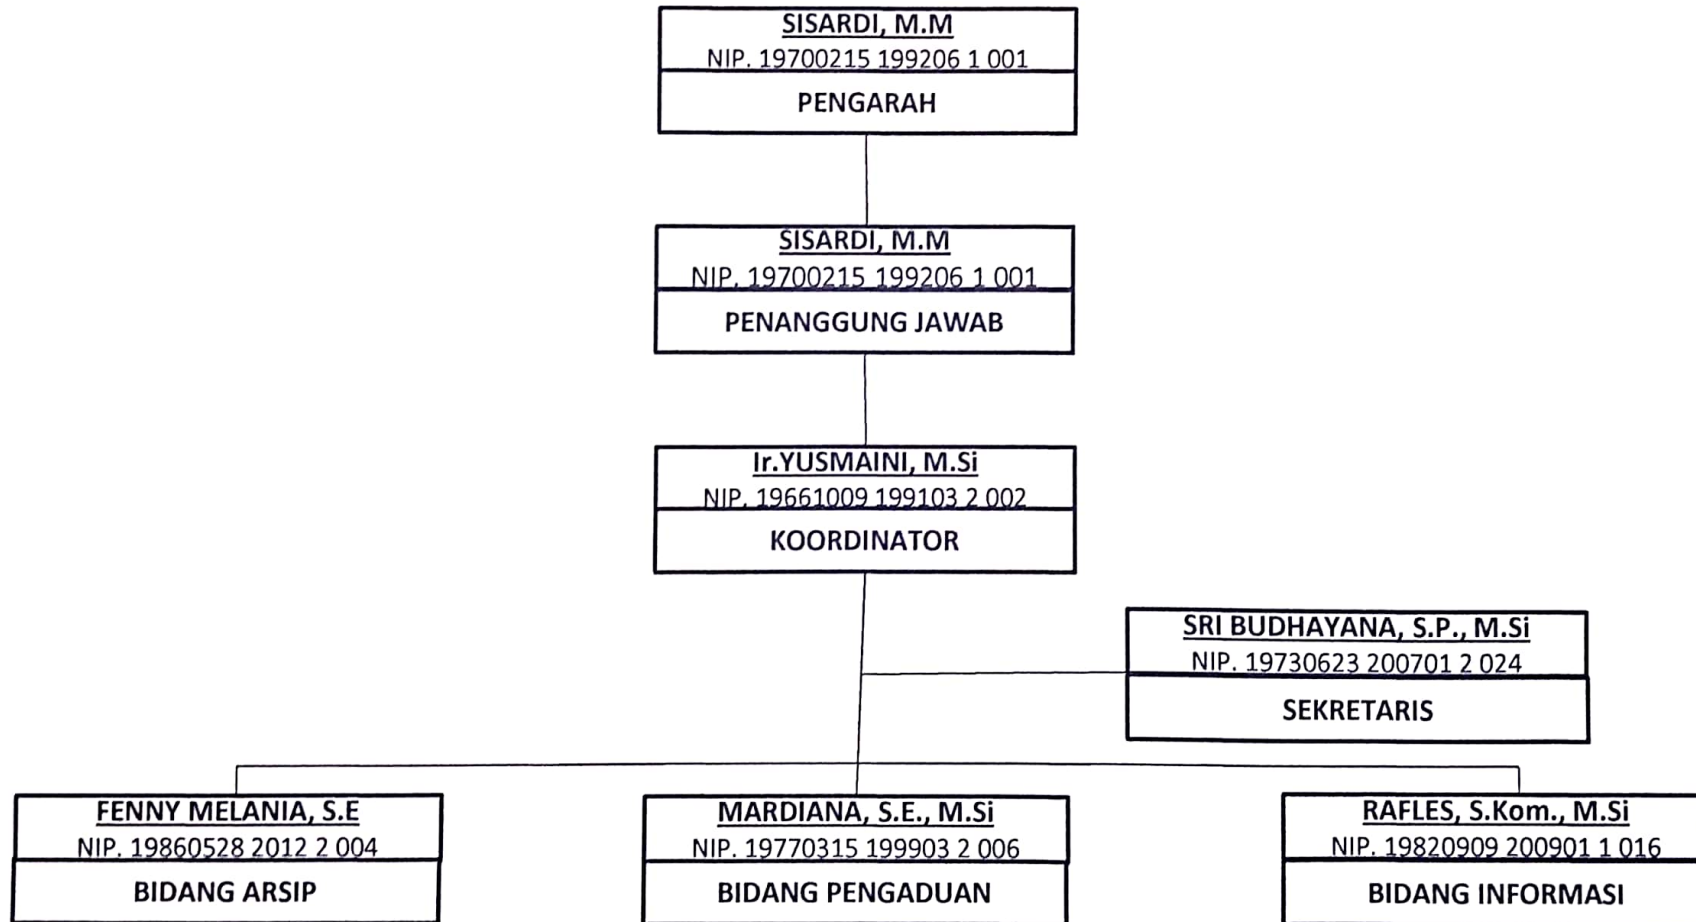 SISARDI, M.M
NIP. 19700215 199206 1 001
PENGARAH
SISARDI, M.M
NIP. 19700215 199206 1 001
PENANGGUNG JAWAB
Ir.YUSMAINI, M.Si
NIP. 19661009 199103 2 002
KOORDINATOR
SRI BUDHAYANA, S.P., M.Si
NIP. 19730623 200701 2 024
SEKRETARIS
FENNY MELANIA, S.E
NIP. 19860528 2012 2 004
BIDANG ARSIP
MARDIANA, S.E., M.Si
NIP. 19770315 199903 2 006
BIDANG PENGADUAN
RAFLES, S.Kom., M.Si
NIP. 19820909 200901 1 016
BIDANG INFORMASI